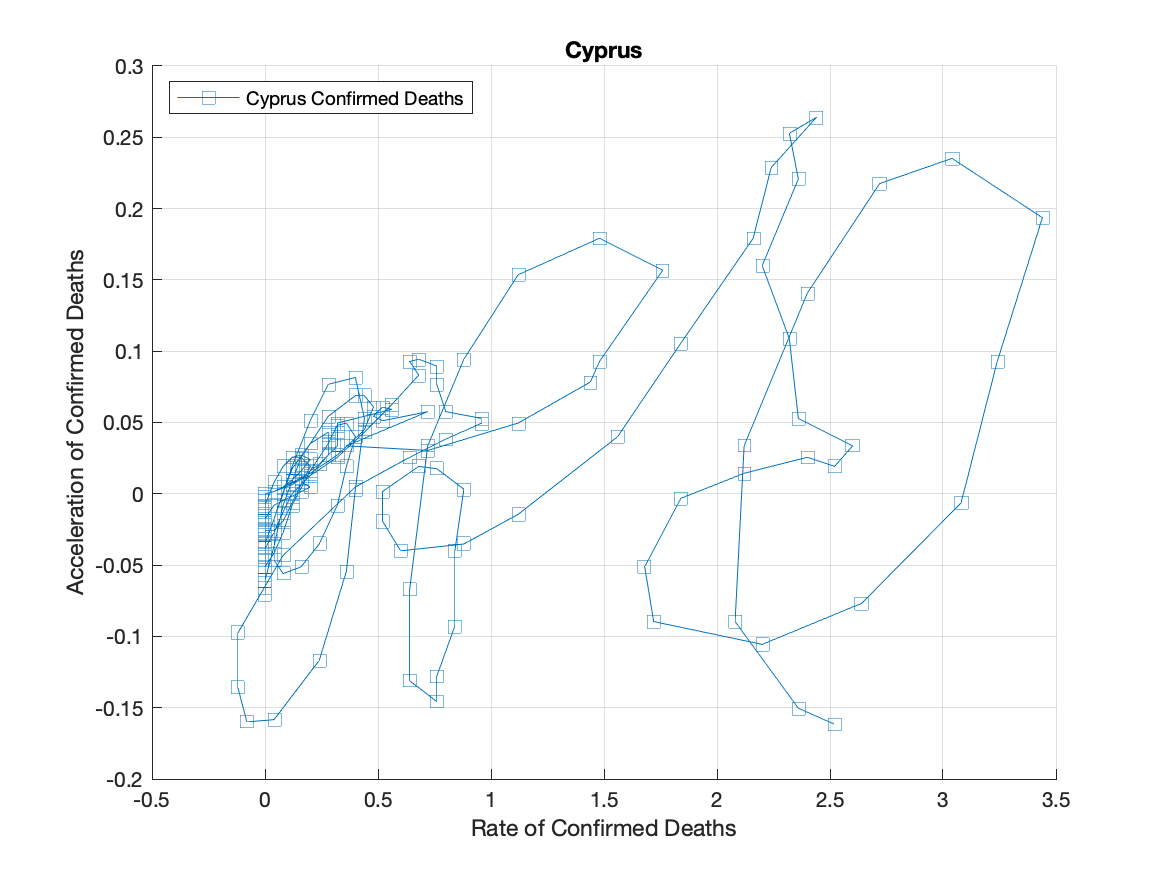 Cyprus
Cyprus Confirmed Deaths
0.3
0.25
0.2
0.15
0.1
0.05
0
-0.05
-0.1
-0.15
-0.2
Acceleration of Confirmed Deaths
-0.5 0 0.5 1 1.5 2 2.5 3 3.5
Rate of Confirmed Deaths